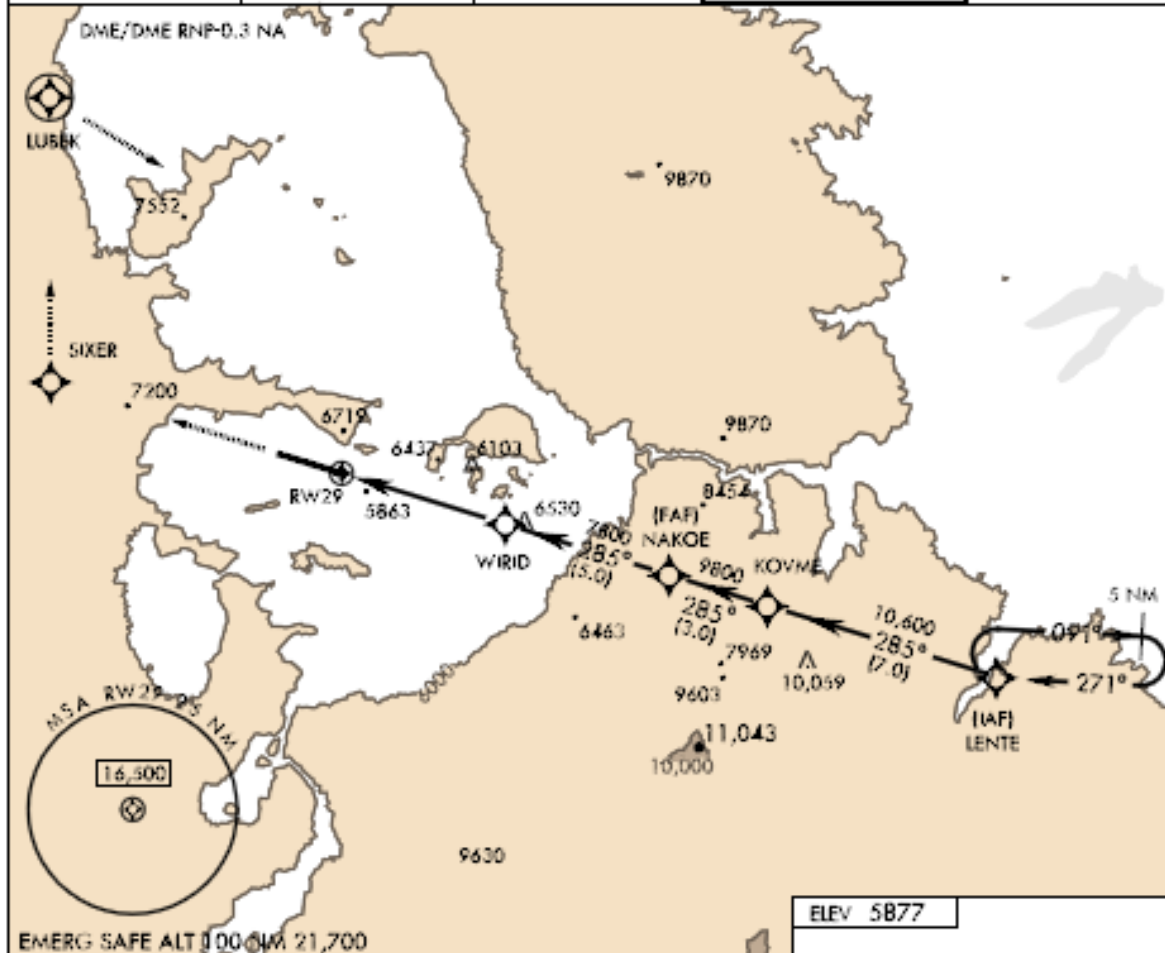 DME/DME RNP-0.3 NA
LUBEK
7552
9870
SIXER
7200
6719
6437
6103
9870
RW29
5863
6530
8454
(FAF)
NAKOE
WIRID
7800
285°
(5.0)
9800
285°
(3.0)
KOVME
10,600
285°
(7.0)
5 NM
091°
271°
(IAF)
LENTE
6463
7969
9603
10,059
11,043
10,000
MSA RW29 25 NM
16,500
9630
ELEV 5877
EMERG SAFE ALT 100 NM 21,700